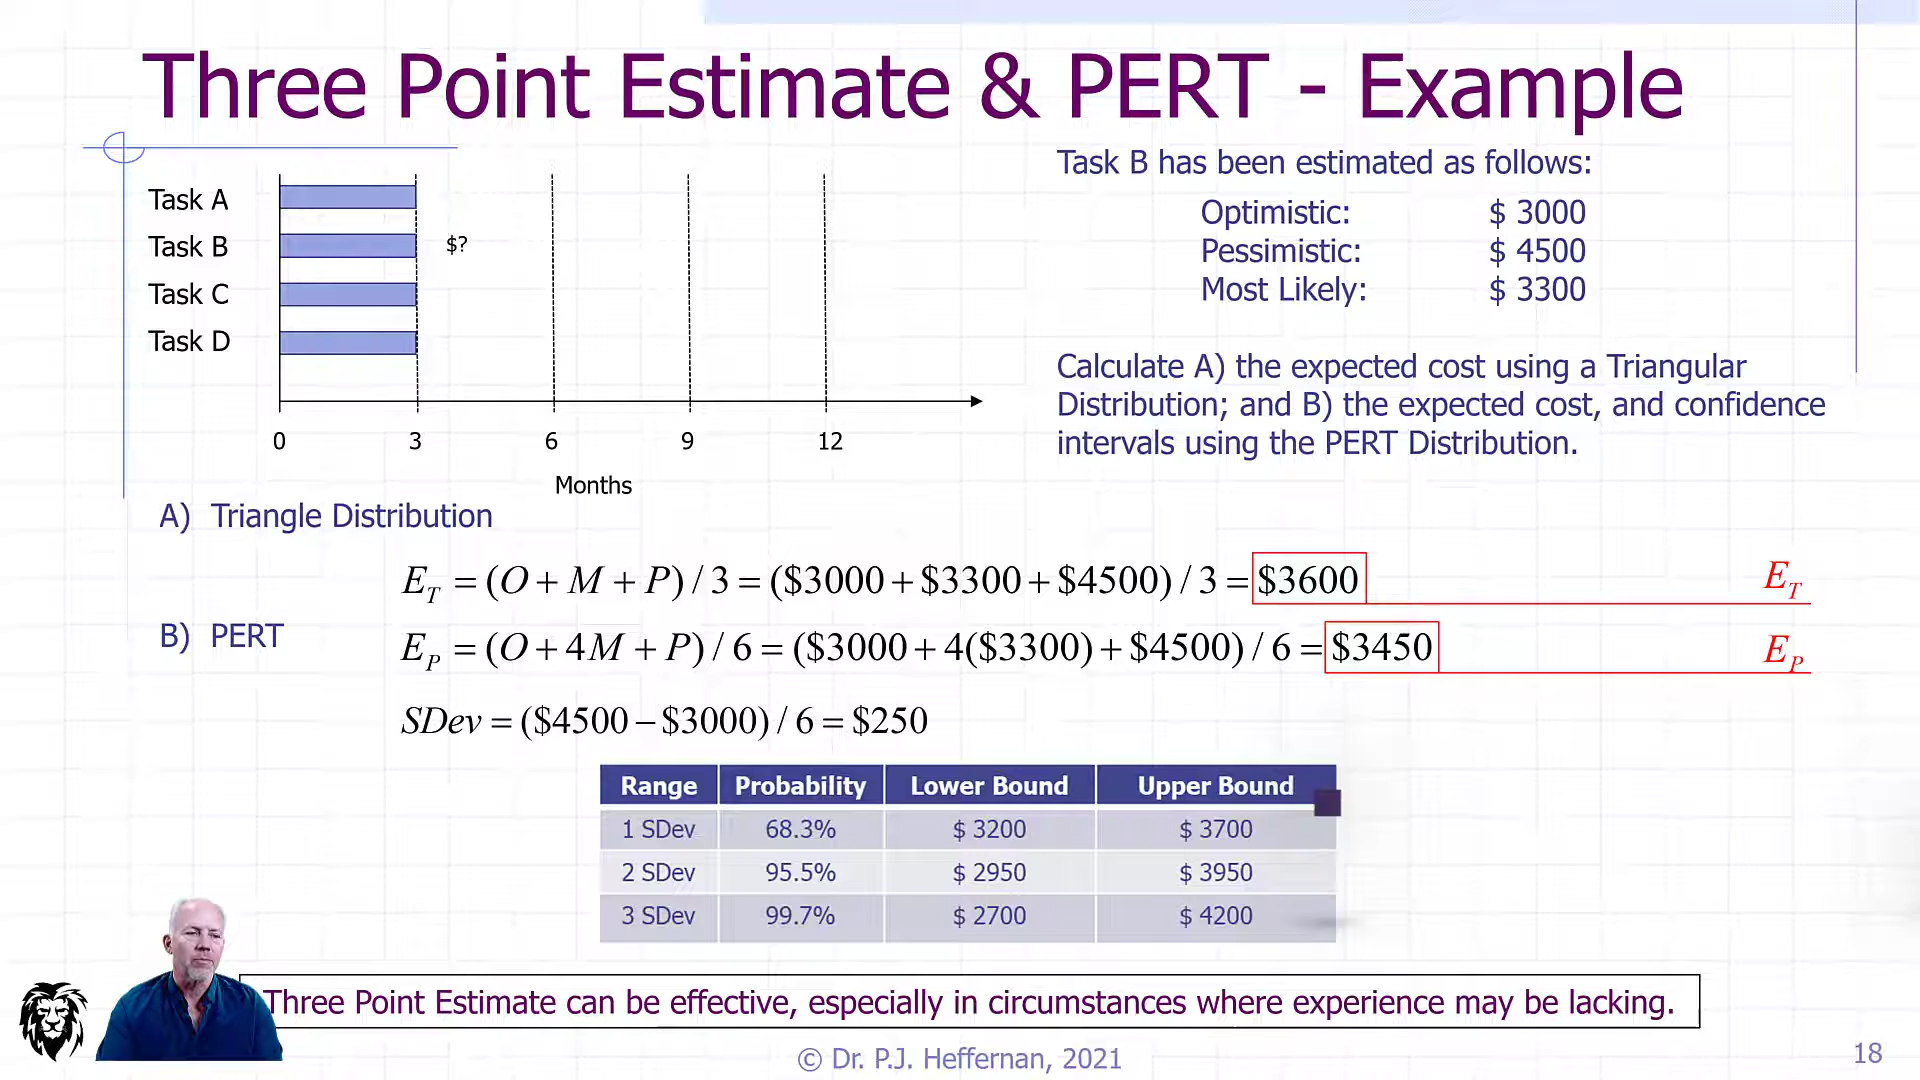 Three Point Estimate & PERT - Example
Task A
Task B $?
Task C
Task D
0 3 6 9 12
Months
Task B has been estimated as follows:
Optimistic: $ 3000
Pessimistic: $ 4500
Most Likely: $ 3300
Calculate A) the expected cost using a Triangular
Distribution; and B) the expected cost, and confidence
intervals using the PERT Distribution.
A) Triangle Distribution
E_T = (O + M + P) / 3 = ($3000 + $3300 + $4500) / 3 = $3600 E_T
B) PERT
E_P = (O + 4M + P) / 6 = ($3000 + 4($3300) + $4500) / 6 = $3450 E_P
SDev = ($4500 − $3000) / 6 = $250
Range Probability Lower Bound Upper Bound
1 SDev 68.3% $ 3200 $ 3700
2 SDev 95.5% $ 2950 $ 3950
3 SDev 99.7% $ 2700 $ 4200
Three Point Estimate can be effective, especially in circumstances where experience may be lacking.
© Dr. P.J. Heffernan, 2021
18